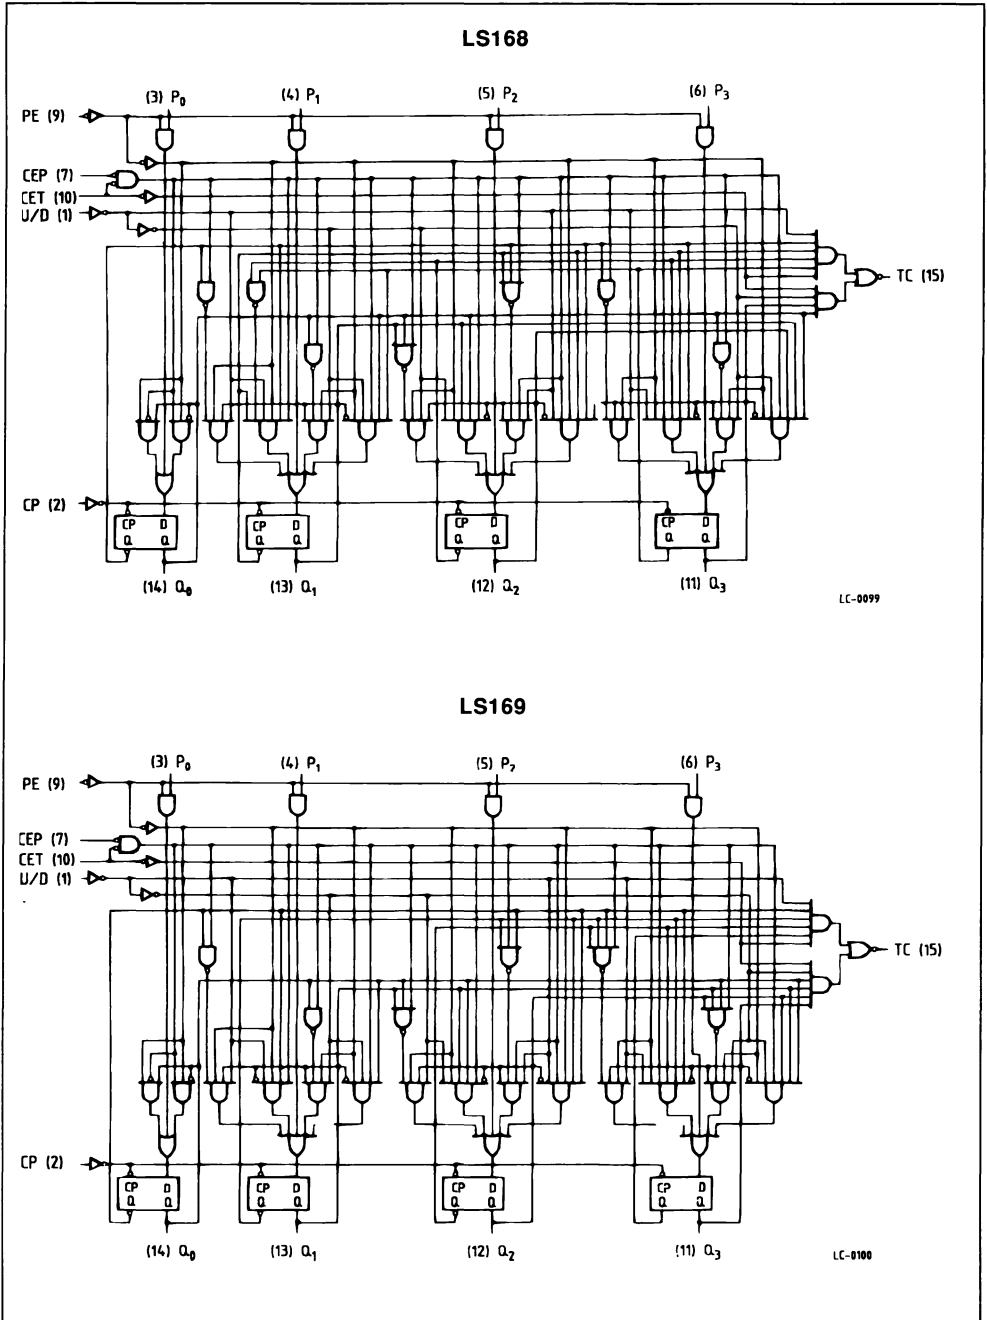 LS168
(3) P0 (4) P1 (5) P2 (6) P3
PE (9)
CEP (7)
CET (10)
U/D (1)
TC (15)
CP (2)
CP D CP D CP D CP D
Q Q Q Q Q Q Q Q
(14) Q0 (13) Q1 (12) Q2 (11) Q3
LC-0099
LS169
(3) P0 (4) P1 (5) P2 (6) P3
PE (9)
CEP (7)
CET (10)
U/D (1)
TC (15)
CP (2)
CP D CP D CP D CP D
Q Q Q Q Q Q Q Q
(14) Q0 (13) Q1 (12) Q2 (11) Q3
LC-0100